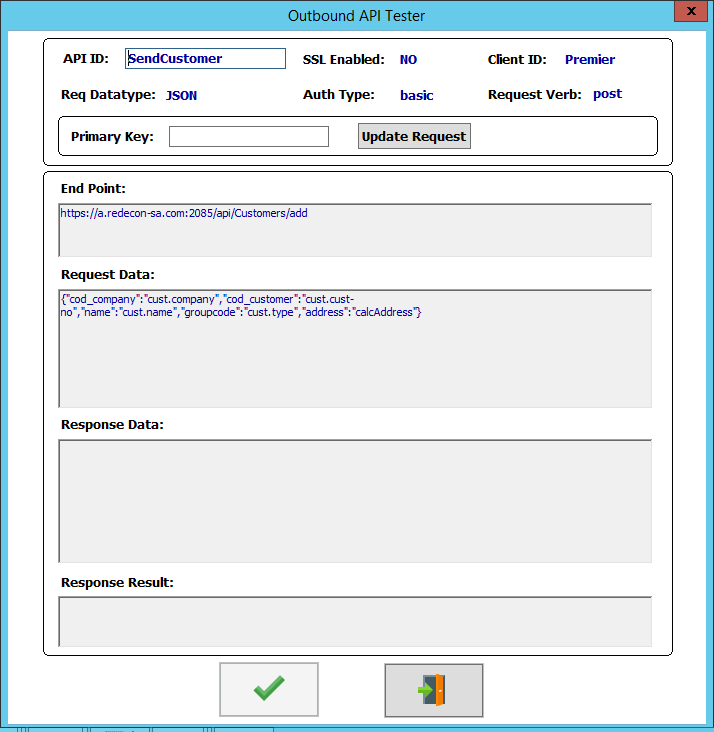 Outbound API Tester
x
API ID: SendCustomer SSL Enabled: NO Client ID: Premier
Req Datatype: JSON Auth Type: basic Request Verb: post
Primary Key: Update Request
End Point:
https://a.redecon-sa.com:2085/api/Customers/add
Request Data:
{"cod_company":"cust.company","cod_customer":"cust.cust-
no","name":"cust.name","groupcode":"cust.type","address":"calcAddress"}
Response Data:
Response Result: